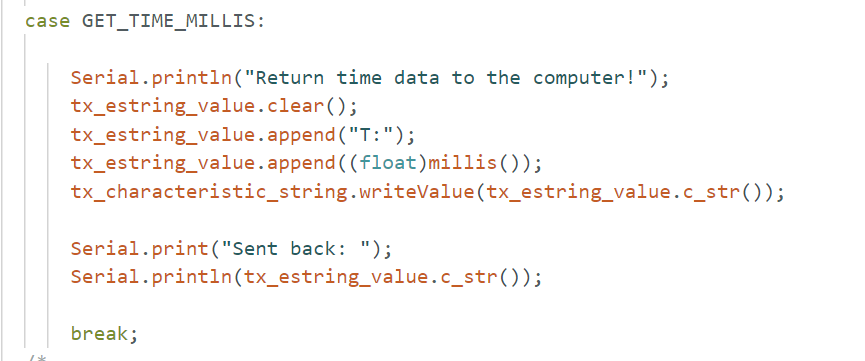 case GET_TIME_MILLIS:
Serial.println("Return time data to the computer!");
tx_estring_value.clear();
tx_estring_value.append("T:");
tx_estring_value.append((float)millis());
tx_characteristic_string.writeValue(tx_estring_value.c_str());
Serial.print("Sent back: ");
Serial.println(tx_estring_value.c_str());
break;
/*